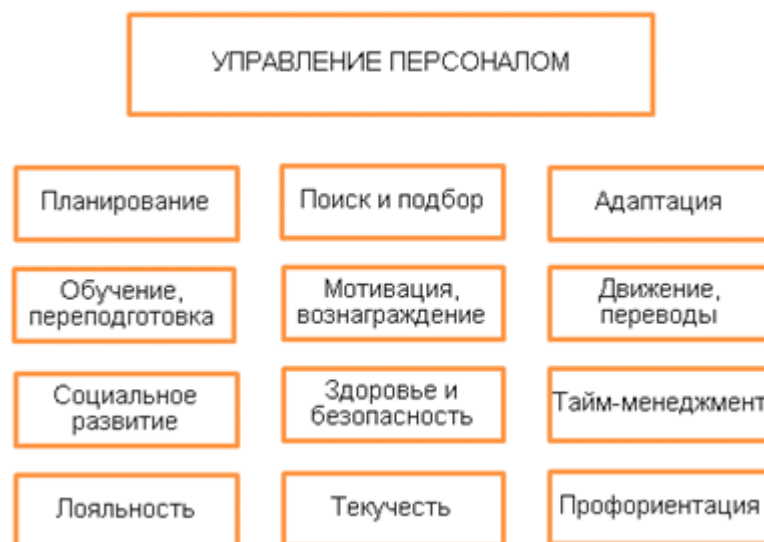 УПРАВЛЕНИЕ ПЕРСОНАЛОМ
Планирование
Поиск и подбор
Адаптация
Обучение,
переподготовка
Мотивация,
вознаграждение
Движение,
переводы
Социальное
развитие
Здоровье и
безопасность
Тайм-менеджмент
Лояльность
Текучесть
Профориентация